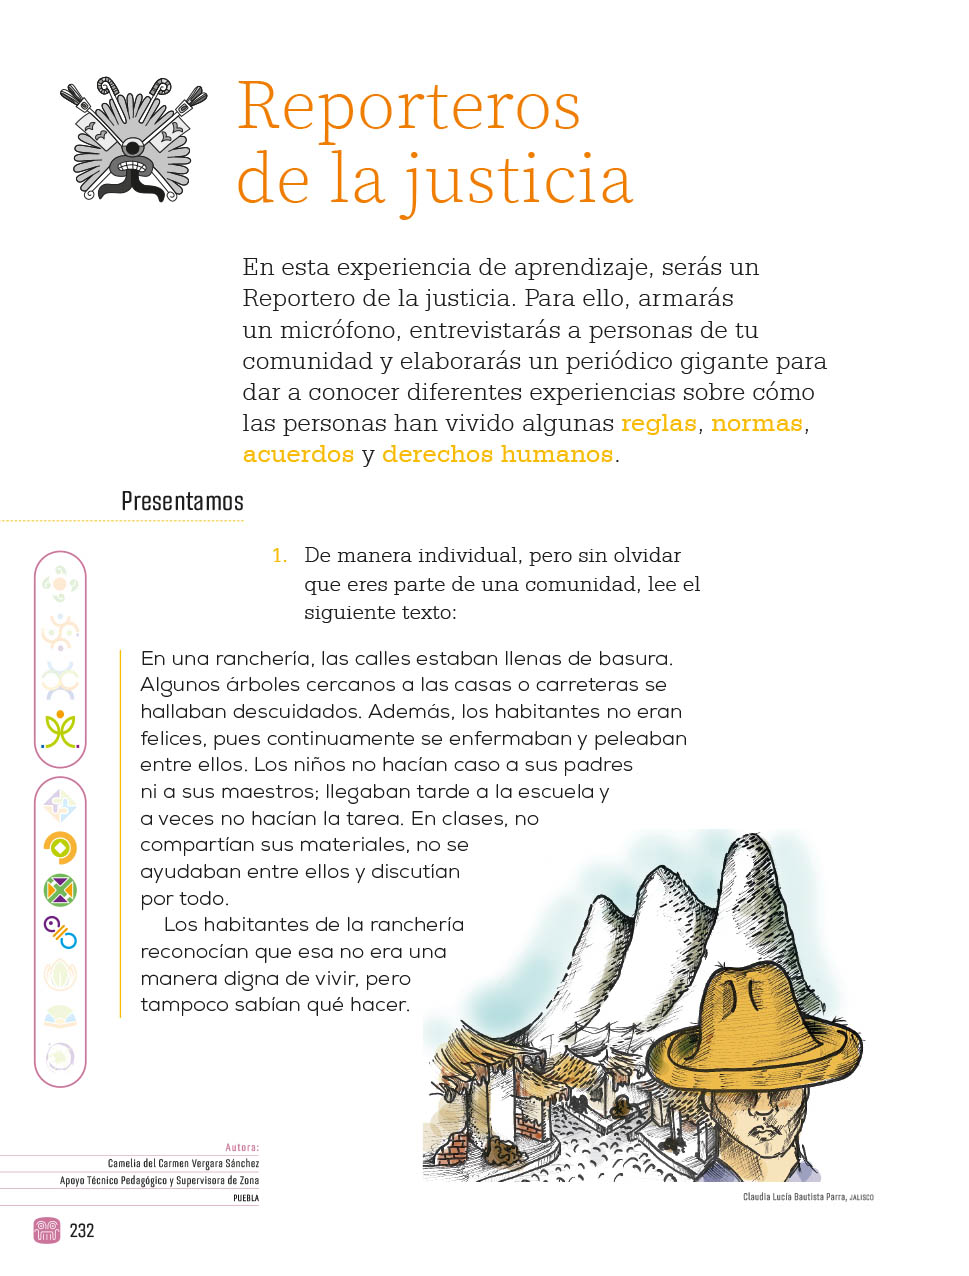 Reporteros
de la justicia
En esta experiencia de aprendizaje, serás un
Reportero de la justicia. Para ello, armarás
un micrófono, entrevistarás a personas de tu
comunidad y elaborarás un periódico gigante para
dar a conocer diferentes experiencias sobre cómo
las personas han vivido algunas reglas, normas,
acuerdos y derechos humanos.
Presentamos
1. De manera individual, pero sin olvidar
que eres parte de una comunidad, lee el
siguiente texto:
En una ranchería, las calles estaban llenas de basura.
Algunos árboles cercanos a las casas o carreteras se
hallaban descuidados. Además, los habitantes no eran
felices, pues continuamente se enfermaban y peleaban
entre ellos. Los niños no hacían caso a sus padres
ni a sus maestros; llegaban tarde a la escuela y
a veces no hacían la tarea. En clases, no
compartían sus materiales, no se
ayudaban entre ellos y discutían
por todo.
Los habitantes de la ranchería
reconocían que esa no era una
manera digna de vivir, pero
tampoco sabían qué hacer.
Autora:
Camelia del Carmen Vergara Sánchez
Apoyo Técnico Pedagógico y Supervisora de Zona
PUEBLA
Claudia Lucía Bautista Parra, JALISCO
232